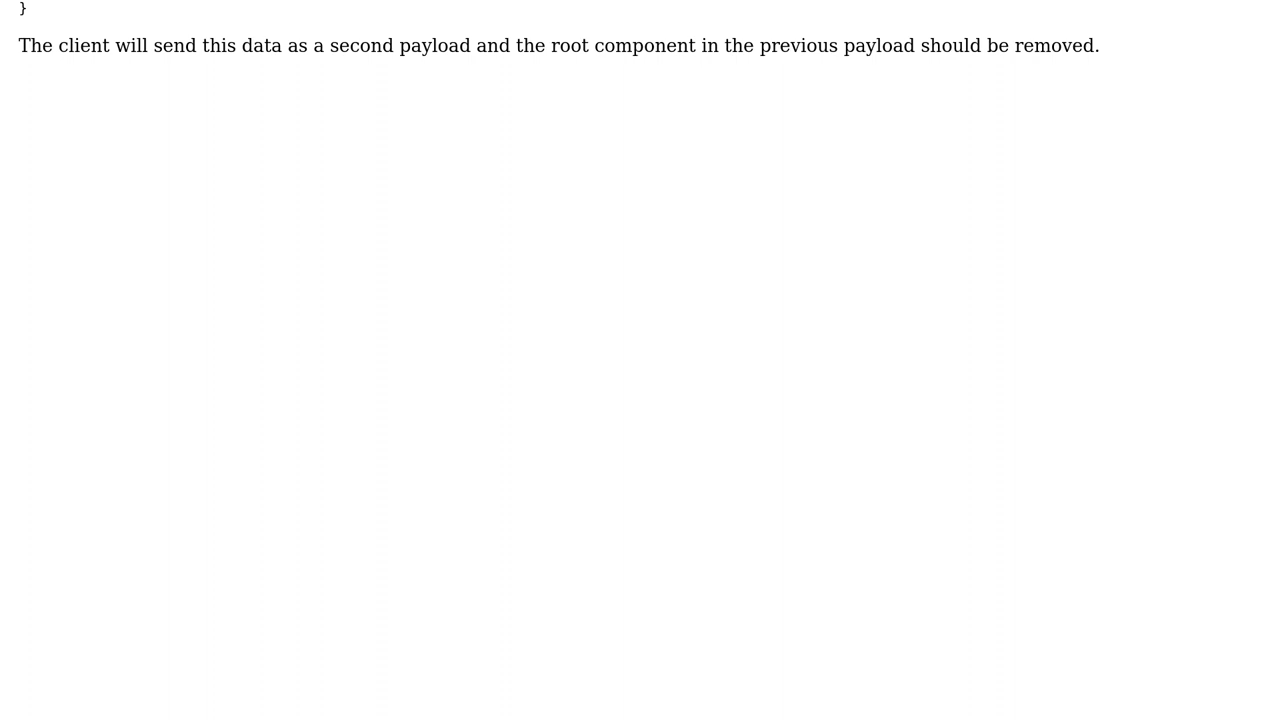 }
The client will send this data as a second payload and the root component in the previous payload should be removed.